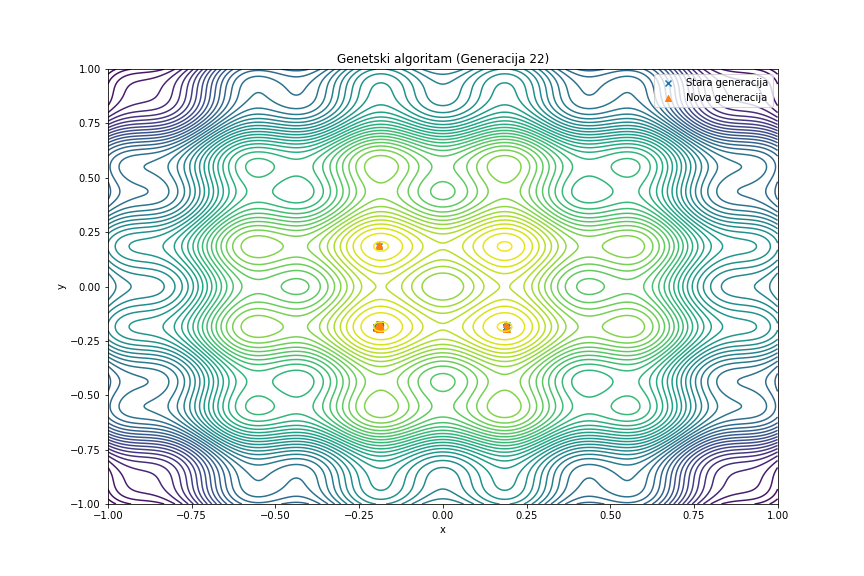 Genetski algoritam (Generacija 22)
Stara generacija
Nova generacija
1.00
0.75
0.50
0.25
0.00
−0.25
−0.50
−0.75
−1.00
y
−1.00 −0.75 −0.50 −0.25 0.00 0.25 0.50 0.75 1.00
x